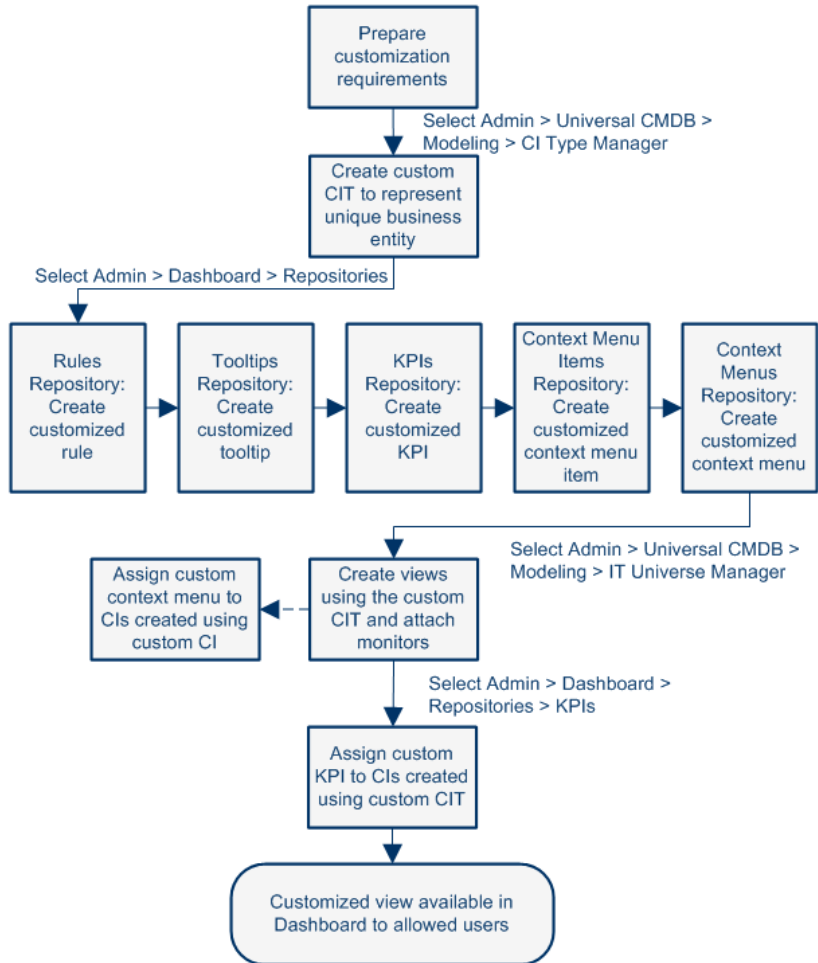 Prepare
customization
requirements
Select Admin > Universal CMDB >
Modeling > CI Type Manager
Create custom
CIT to represent
unique business
entity
Select Admin > Dashboard > Repositories
Rules
Repository:
Create
customized
rule
Tooltips
Repository:
Create
customized
tooltip
KPIs
Repository:
Create
customized
KPI
Context Menu
Items
Repository:
Create
customized
context menu
item
Context
Menus
Repository:
Create
customized
context menu
Select Admin > Universal CMDB >
Modeling > IT Universe Manager
Assign custom
context menu to
CIs created using
custom CI
Create views
using the custom
CIT and attach
monitors
Select Admin > Dashboard >
Repositories > KPIs
Assign custom
KPI to CIs created
using custom CIT
Customized view available in
Dashboard to allowed users